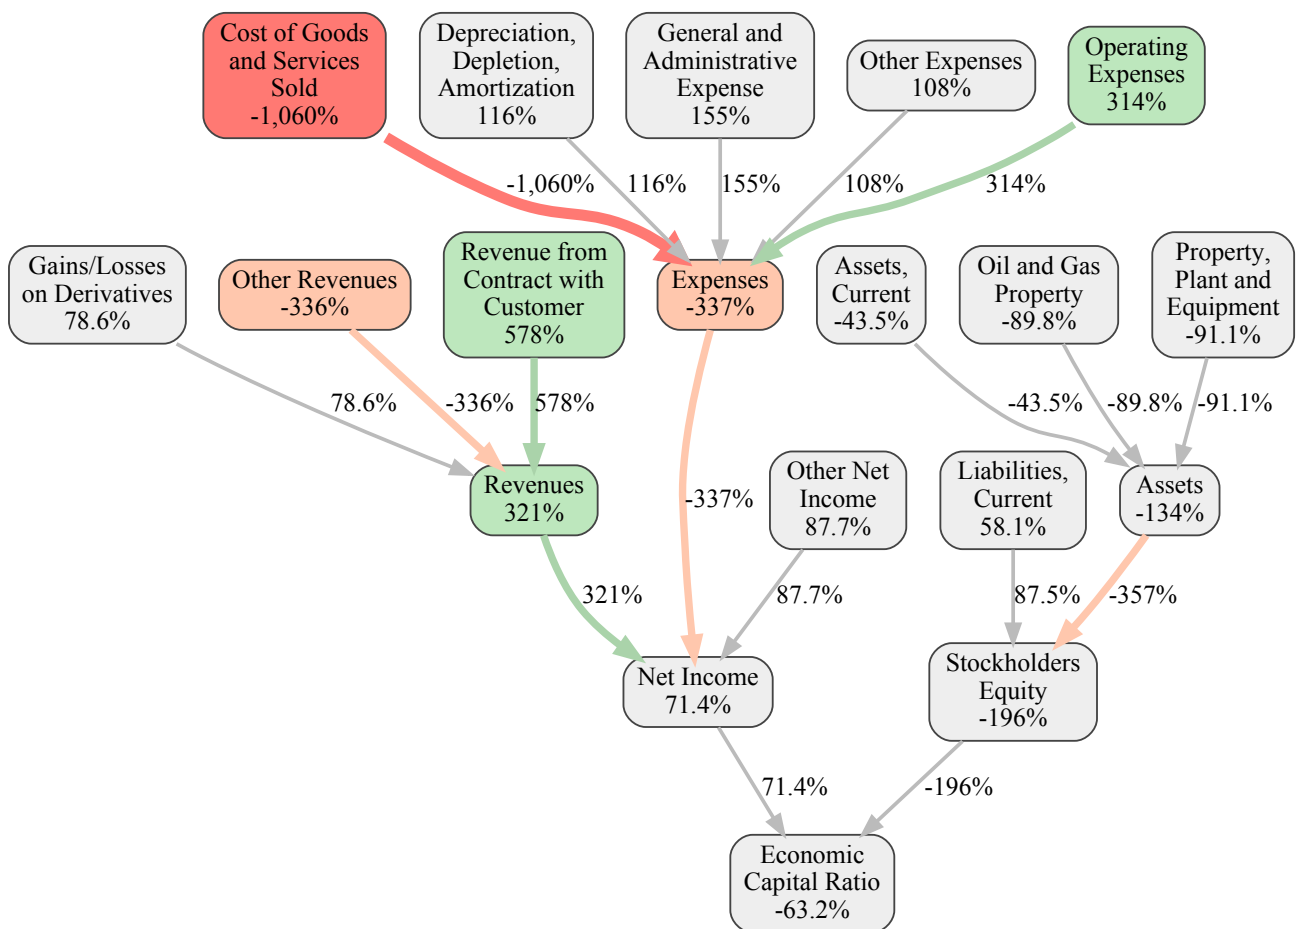 Cost of Goods
and Services
Sold
-1,060%
Depreciation,
Depletion,
Amortization
116%
General and
Administrative
Expense
155%
Other Expenses
108%
Operating
Expenses
314%
-1,060%
116%
155%
108%
314%
Gains/Losses
on Derivatives
78.6%
Other Revenues
-336%
Revenue from
Contract with
Customer
578%
Expenses
-337%
Assets,
Current
-43.5%
Oil and Gas
Property
-89.8%
Property,
Plant and
Equipment
-91.1%
78.6%
-336%
578%
-43.5%
-89.8%
-91.1%
Revenues
321%
-337%
Other Net
Income
87.7%
Liabilities,
Current
58.1%
Assets
-134%
321%
87.7%
87.5%
-357%
Net Income
71.4%
Stockholders
Equity
-196%
71.4%
-196%
Economic
Capital Ratio
-63.2%